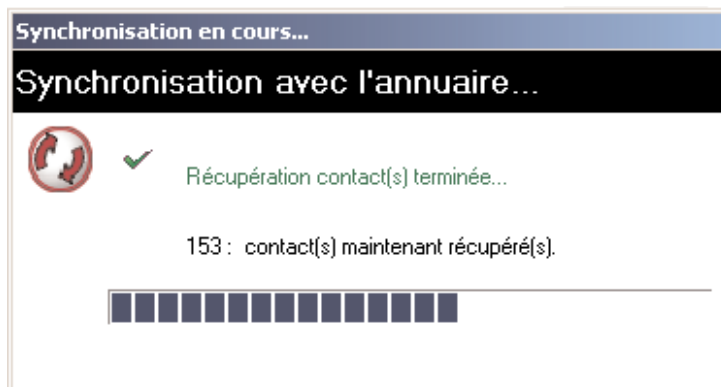 Synchronisation en cours...
Synchronisation avec l'annuaire...
Récupération contact(s) terminée...
153 : contact(s) maintenant récupéré(s).